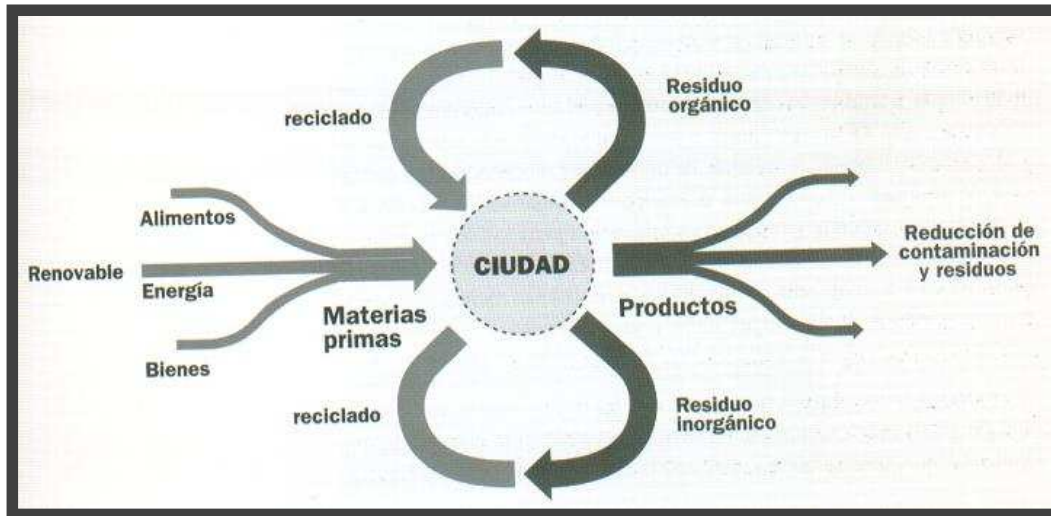 reciclado
Residuo
orgánico
Alimentos
Renovable
Energía
Bienes
Materias
primas
CIUDAD
Productos
Reducción de
contaminación
y residuos
reciclado
Residuo
inorgánico